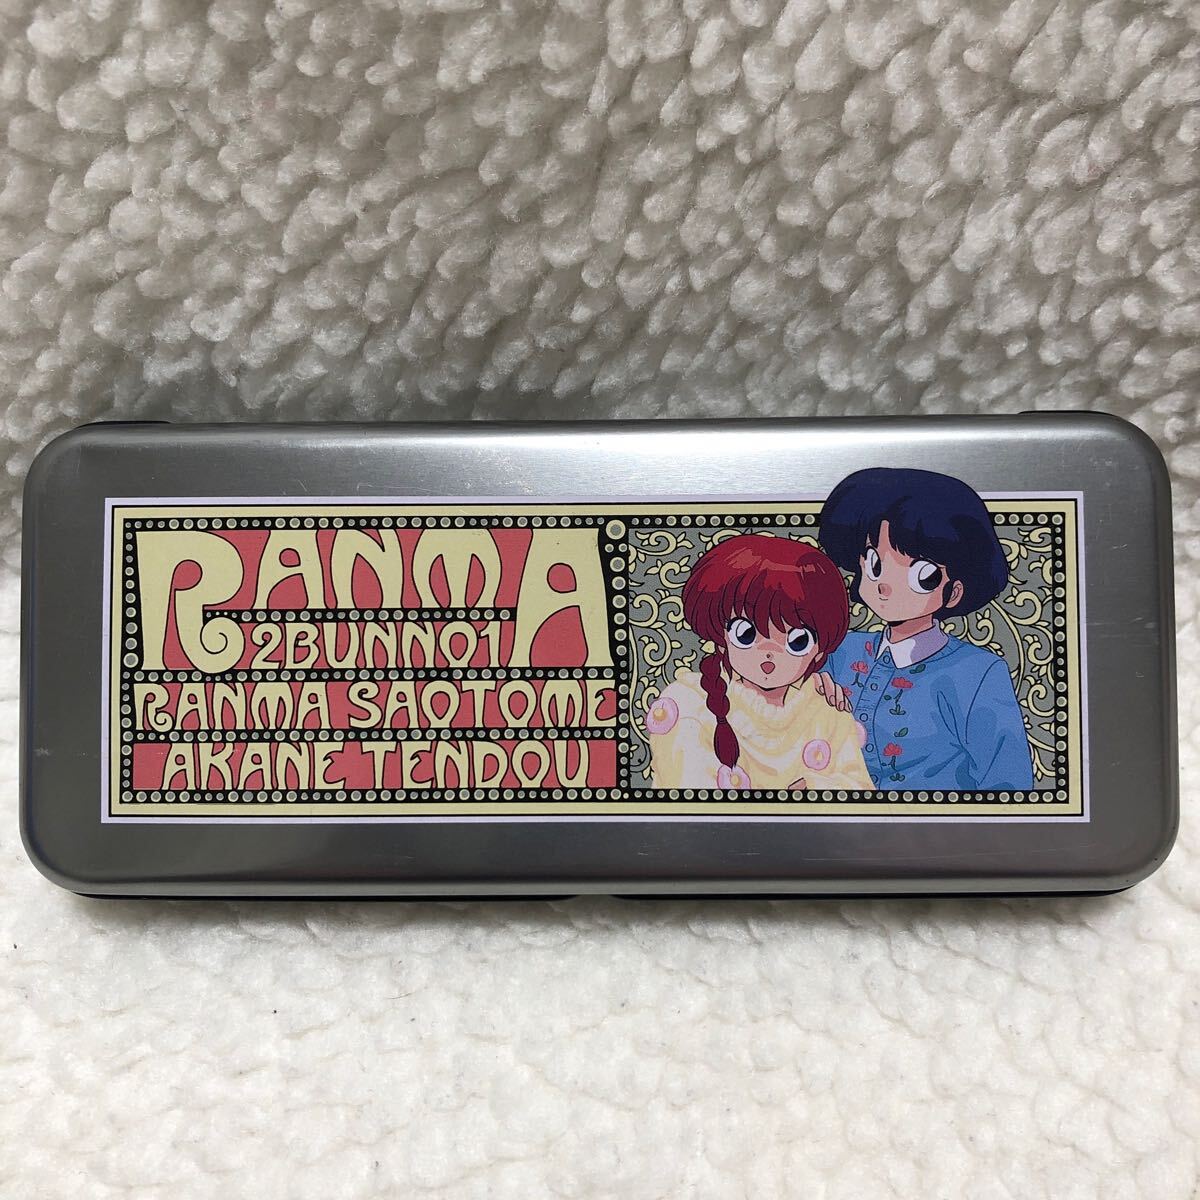 RANMA
2BUNNO1
RANMA SAOTOME
AKANE TENDOU